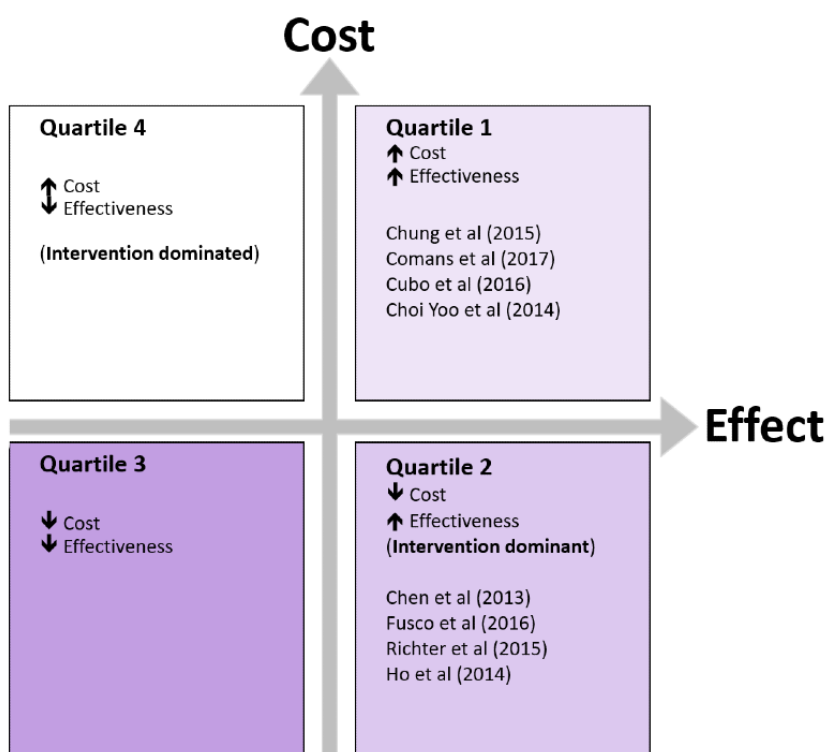 Cost
Quartile 4
↑ Cost
↓ Effectiveness
(Intervention dominated)
Quartile 1
↑ Cost
↑ Effectiveness
Chung et al (2015)
Comans et al (2017)
Cubo et al (2016)
Choi Yoo et al (2014)
Effect
Quartile 3
↓ Cost
↓ Effectiveness
Quartile 2
↓ Cost
↑ Effectiveness
(Intervention dominant)
Chen et al (2013)
Fusco et al (2016)
Richter et al (2015)
Ho et al (2014)